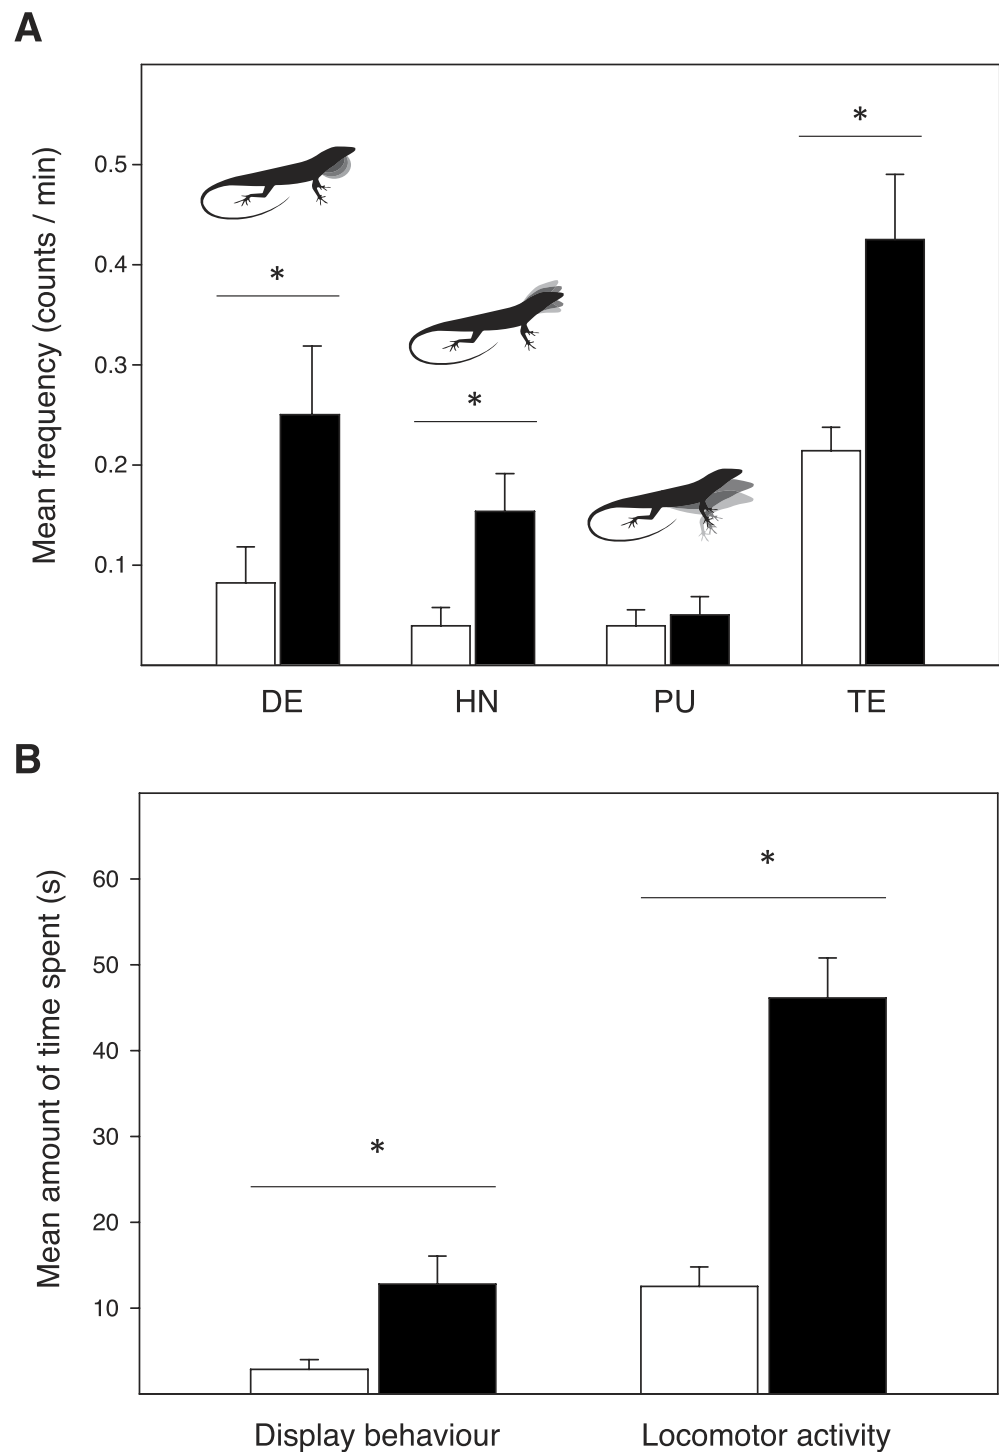 A
Mean frequency (counts / min)
0.5
0.4
0.3
0.2
0.1
*
*
*
DE HN PU TE
B
Mean amount of time spent (s)
60
50
40
30
20
10
*
*
Display behaviour Locomotor activity